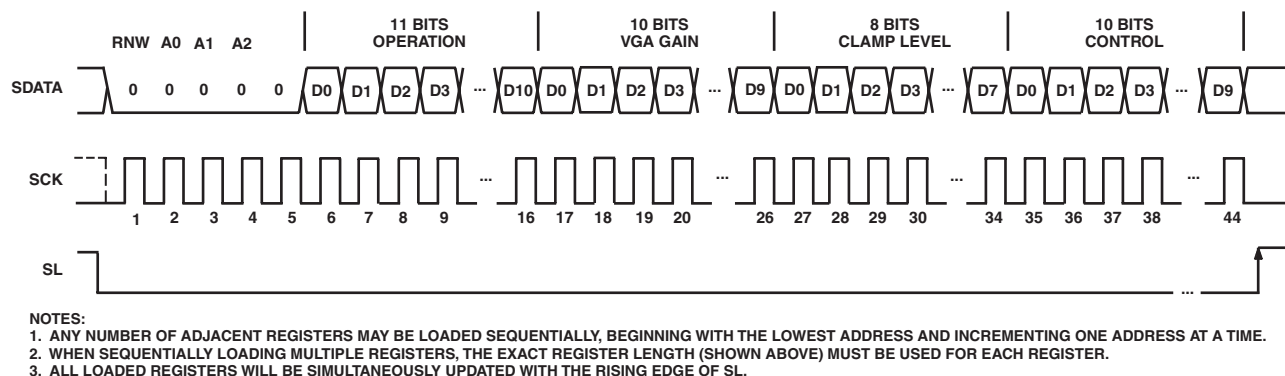 11 BITS OPERATION
10 BITS VGA GAIN
8 BITS CLAMP LEVEL
10 BITS CONTROL
RNW A0 A1 A2
SDATA 0 0 0 0 0 D0 D1 D2 D3 ... D10 D0 D1 D2 D3 ... D9 D0 D1 D2 D3 ... D7 D0 D1 D2 D3 ... D9
SCK ... ... ... ...
1 2 3 4 5 6 7 8 9 16 17 18 19 20 26 27 28 29 30 34 35 36 37 38 44
SL ...
NOTES:
1. ANY NUMBER OF ADJACENT REGISTERS MAY BE LOADED SEQUENTIALLY, BEGINNING WITH THE LOWEST ADDRESS AND INCREMENTING ONE ADDRESS AT A TIME.
2. WHEN SEQUENTIALLY LOADING MULTIPLE REGISTERS, THE EXACT REGISTER LENGTH (SHOWN ABOVE) MUST BE USED FOR EACH REGISTER.
3. ALL LOADED REGISTERS WILL BE SIMULTANEOUSLY UPDATED WITH THE RISING EDGE OF SL.